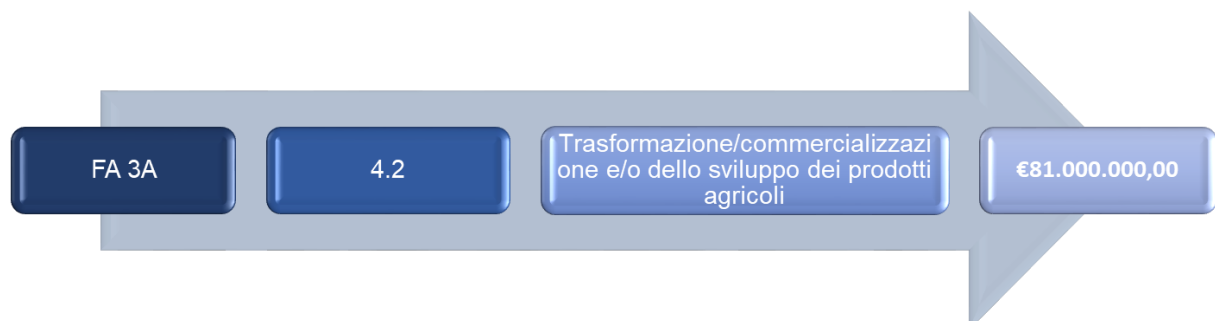 FA 3A
4.2
Trasformazione/commercializzazi
one e/o dello sviluppo dei prodotti
agricoli
€81.000.000,00